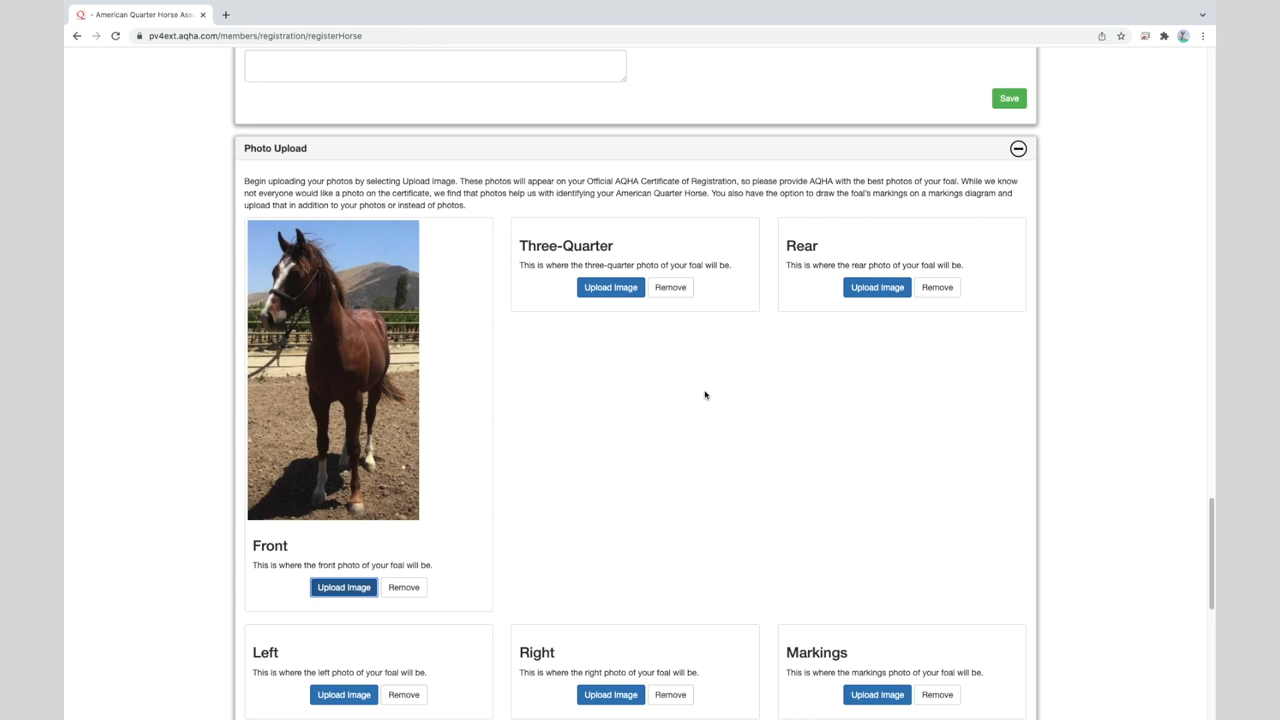 - American Quarter Horse Ass
pv4ext.aqha.com/members/registration/registerHorse
Save
Photo Upload
Begin uploading your photos by selecting Upload Image. These photos will appear on your Official AQHA Certificate of Registration, so please provide AQHA with the best photos of your foal. While we know
not everyone would like a photo on the certificate, we find that photos help us with identifying your American Quarter Horse. You also have the option to draw the foal's markings on a markings diagram and
upload that in addition to your photos or instead of photos.
Three-Quarter
This is where the three-quarter photo of your foal will be.
Upload Image Remove
Rear
This is where the rear photo of your foal will be.
Upload Image Remove
Front
This is where the front photo of your foal will be.
Upload Image Remove
Left
This is where the left photo of your foal will be.
Upload Image Remove
Right
This is where the right photo of your foal will be.
Upload Image Remove
Markings
This is where the markings photo of your foal will be.
Upload Image Remove